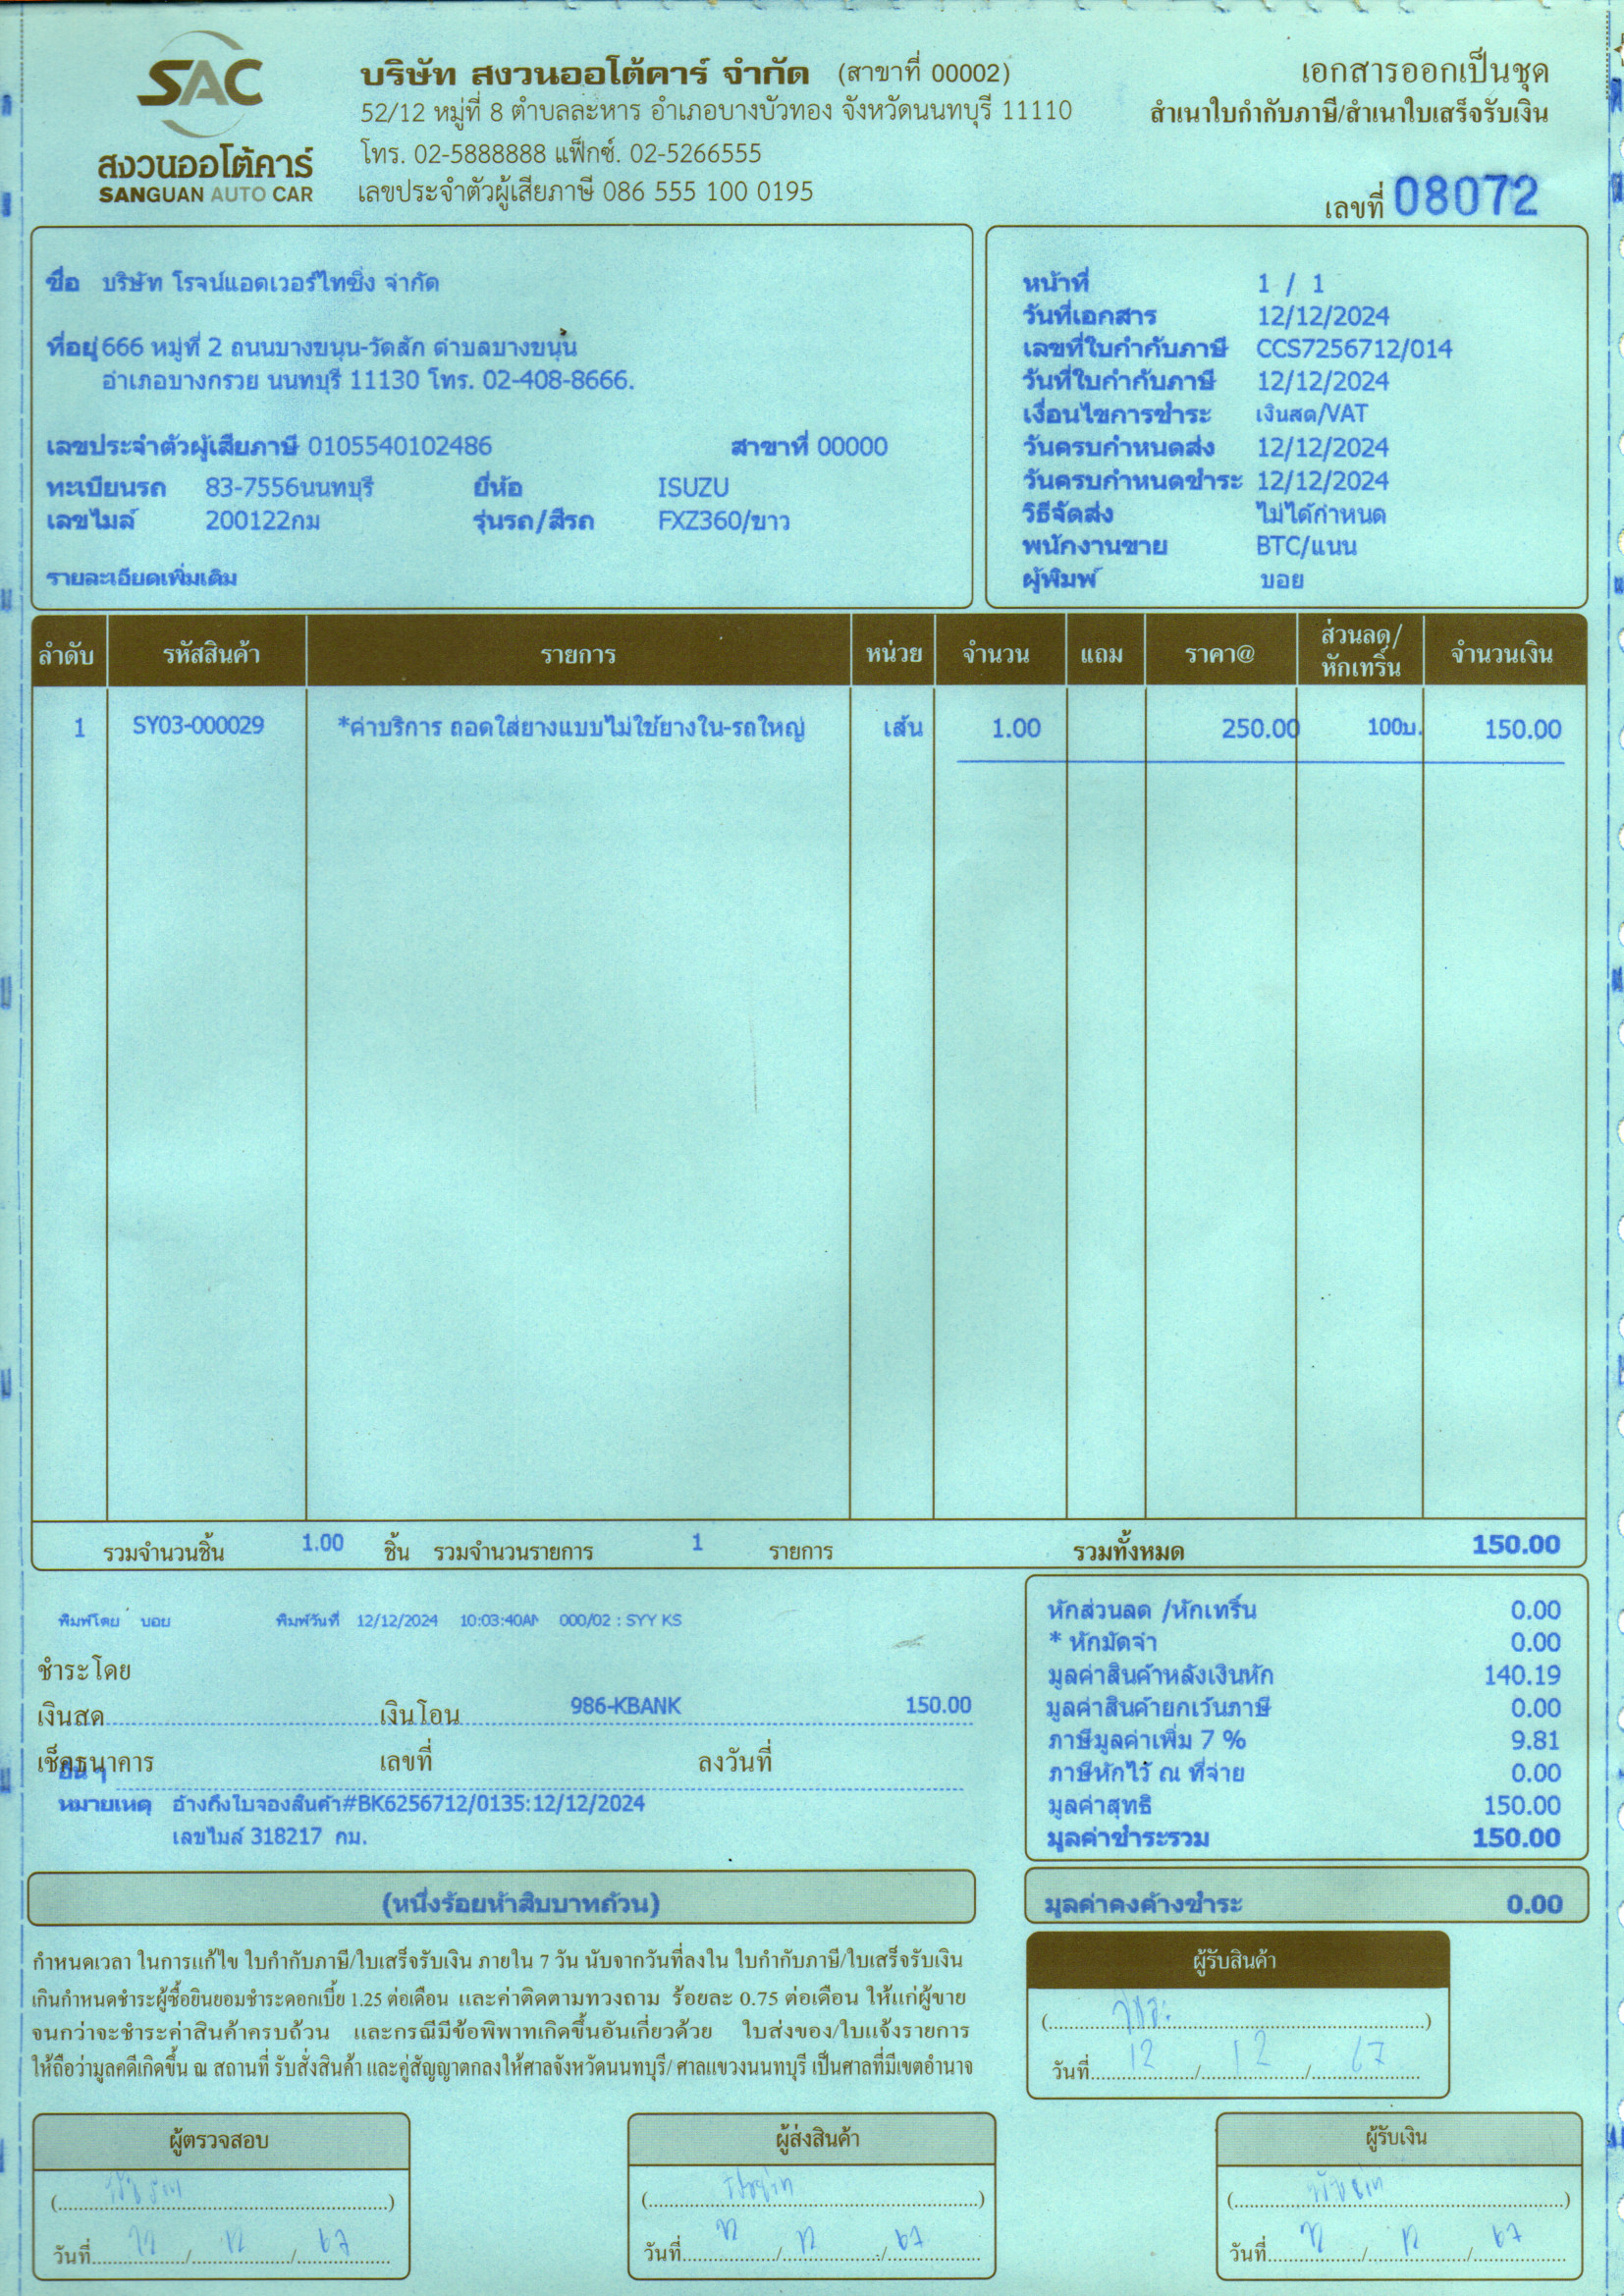 SAC
สงวนออโต้คาร์
SANGUAN AUTO CAR
บริษัท สงวนออโต้คาร์ จำกัด (สาขาที่ 00002)
52/12 หมู่ที่ 8 ตำบลละหาร อำเภอบางบัวทอง จังหวัดนนทบุรี 11110
โทร. 02-5888888 แฟ็กซ์. 02-5266555
เลขประจำตัวผู้เสียภาษี 086 555 100 0195
เอกสารออกเป็นชุด
สำเนาใบกำกับภาษี/สำเนาใบเสร็จรับเงิน
เลขที่ 08072
ชื่อ บริษัท โรจน์แอดเวอร์ไทซิ่ง จำกัด
ที่อยู่ 666 หมู่ที่ 2 ถนนบางขนุน-วัดสัก ตำบลบางขนุน
อำเภอบางกรวย นนทบุรี 11130 โทร. 02-408-8666.
เลขประจำตัวผู้เสียภาษี 0105540102486 สาขาที่ 00000
ทะเบียนรถ 83-7556นนทบุรี ยี่ห้อ ISUZU
เลขไมล์ 200122กม รุ่นรถ/สีรถ FXZ360/ขาว
รายละเอียดเพิ่มเติม
หน้าที่ 1 / 1
วันที่เอกสาร 12/12/2024
เลขที่ใบกำกับภาษี CCS7256712/014
วันที่ใบกำกับภาษี 12/12/2024
เงื่อนไขการชำระ เงินสด/VAT
วันครบกำหนดส่ง 12/12/2024
วันครบกำหนดชำระ 12/12/2024
วิธีจัดส่ง ไม่ได้กำหนด
พนักงานขาย BTC/แนน
ผู้พิมพ์ บอย
ลำดับ รหัสสินค้า รายการ หน่วย จำนวน แถม ราคา@ ส่วนลด/หักเทริ์น จำนวนเงิน
1 SY03-000029 *ค่าบริการ ถอดใส่ยางแบบไม่ใช้ยางใน-รถใหญ่ เส้น 1.00 250.00 100บ. 150.00
รวมจำนวนชิ้น 1.00 ชิ้น รวมจำนวนรายการ 1 รายการ รวมทั้งหมด 150.00
พิมพ์โดย บอย พิมพ์วันที่ 12/12/2024 10:03:40AM 000/02 : SYY KS
ชำระโดย
เงินสด เงินโอน 986-KBANK 150.00
เช็คธนาคาร เลขที่ ลงวันที่
อื่น ๆ
หมายเหตุ อ้างถึงใบจองสินค้า#BK6256712/0135:12/12/2024
เลขไมล์ 318217 กม.
หักส่วนลด /หักเทริ์น 0.00
* หักมัดจำ 0.00
มูลค่าสินค้าหลังเงินหัก 140.19
มูลค่าสินค้ายกเว้นภาษี 0.00
ภาษีมูลค่าเพิ่ม 7 % 9.81
ภาษีหักไว้ ณ ที่จ่าย 0.00
มูลค่าสุทธิ 150.00
มูลค่าชำระรวม 150.00
(หนึ่งร้อยห้าสิบบาทถ้วน)
มูลค่าคงค้างชำระ 0.00
กำหนดเวลา ในการแก้ไข ใบกำกับภาษี/ใบเสร็จรับเงิน ภายใน 7 วัน นับจากวันที่ลงใน ใบกำกับภาษี/ใบเสร็จรับเงิน
เกินกำหนดชำระผู้ซื้อยินยอมชำระดอกเบี้ย 1.25 ต่อเดือน และค่าติดตามทวงถาม ร้อยละ 0.75 ต่อเดือน ให้แก่ผู้ขาย
จนกว่าจะชำระค่าสินค้าครบถ้วน และกรณีมีข้อพิพาทเกิดขึ้นอันเกี่ยวด้วย ใบส่งของ/ใบแจ้งรายการ
ให้ถือว่ามูลคดีเกิดขึ้น ณ สถานที่ รับสั่งสินค้า และคู่สัญญาตกลงให้ศาลจังหวัดนนทบุรี/ ศาลแขวงนนทบุรี เป็นศาลที่มีเขตอำนาจ
ผู้รับสินค้า
วันที่ 12 / 12 / 67
ผู้ตรวจสอบ
วันที่ 12 / 12 / 67
ผู้ส่งสินค้า
วันที่ 12 / 12 / 67
ผู้รับเงิน
วันที่ 12 / 12 / 67